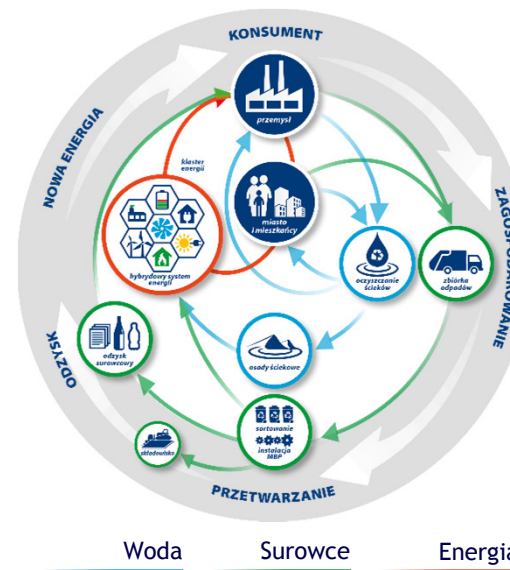 KONSUMENT
NOWA ENERGIA
ZAGOSPODAROWANIE
ODZYSK
PRZETWARZANIE
przemysł
klaster
energii
miasto
i mieszkańcy
hybrydowy system
energii
oczyszczanie
ścieków
zbiórka
odpadów
odzysk
surowcowy
osady ściekowe
sortowanie
instalacja
MBP
składowisko
Woda
Surowce
Energia